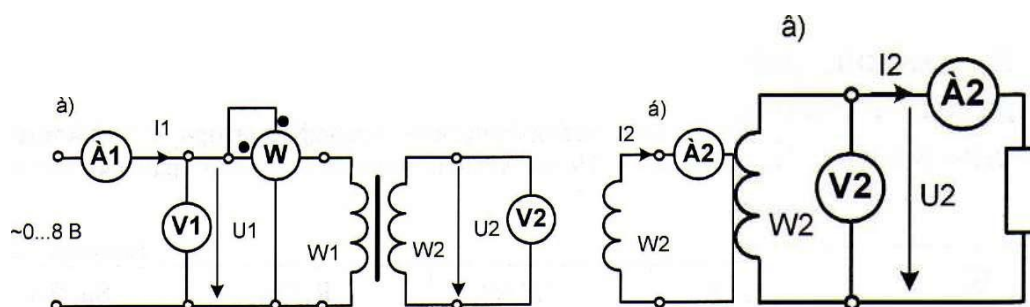 à)
I1
À1
W
V1
U1
~0...8 В
W1
W2
U2
V2
á)
I2
À2
W2
â)
I2
À2
V2
U2
W2